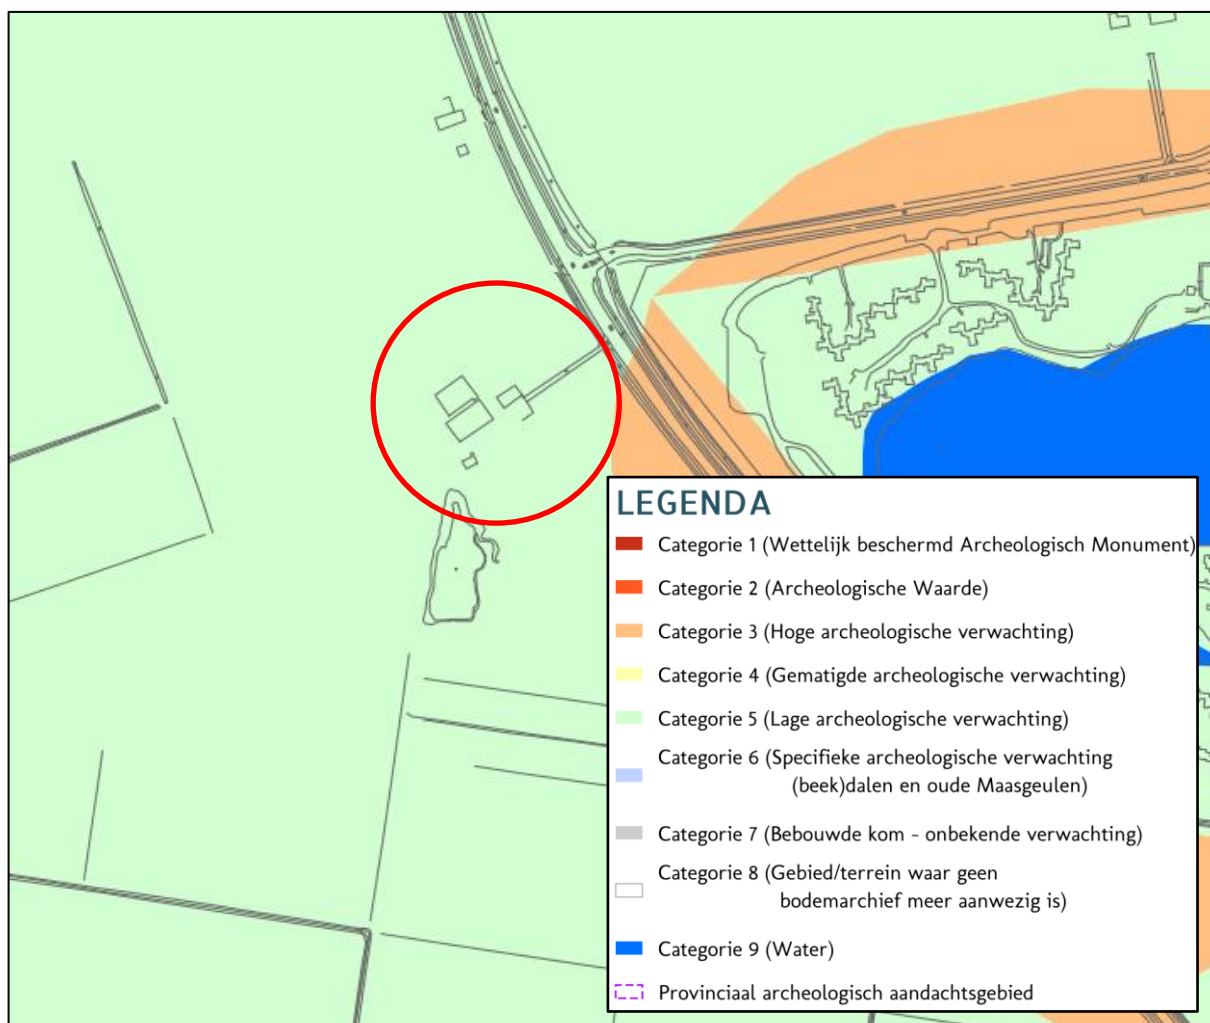 LEGENDA
Categorie 1 (Wettelijk beschermd Archeologisch Monument)
Categorie 2 (Archeologische Waarde)
Categorie 3 (Hoge archeologische verwachting)
Categorie 4 (Gematigde archeologische verwachting)
Categorie 5 (Lage archeologische verwachting)
Categorie 6 (Specifieke archeologische verwachting
(beek)dalen en oude Maasgeulen)
Categorie 7 (Bebouwde kom - onbekende verwachting)
Categorie 8 (Gebied/terrein waar geen
bodemarchief meer aanwezig is)
Categorie 9 (Water)
Provinciaal archeologisch aandachtsgebied